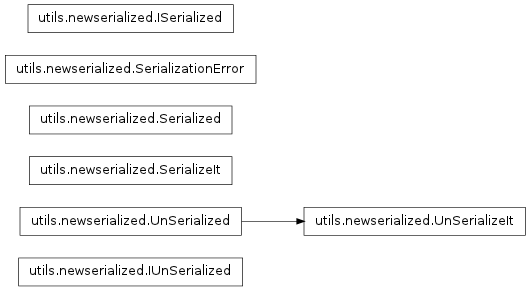 utils.newserialized.ISerialized
utils.newserialized.SerializationError
utils.newserialized.Serialized
utils.newserialized.SerializeIt
utils.newserialized.UnSerialized
utils.newserialized.UnSerializeIt
utils.newserialized.IUnSerialized